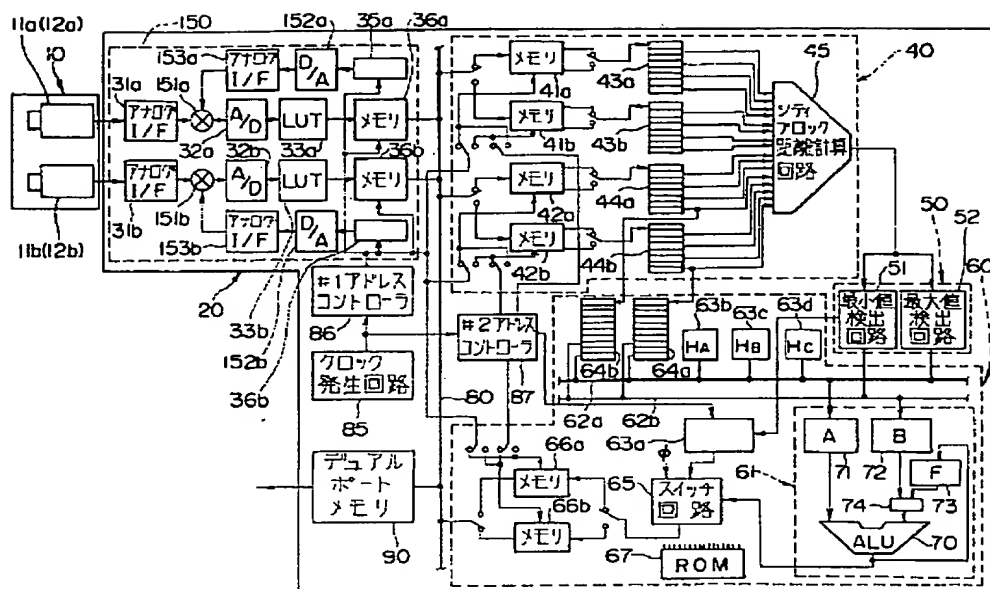 11a(12a)
150
152a
35a
36a
10
153a
アナログ
I/F
D/A
31a
151a
アナログ
I/F
A/D
LUT
メモリ
32a
32b
33a
36b
アナログ
I/F
A/D
LUT
メモリ
31b
151b
アナログ
I/F
D/A
153b
11b(12b)
20
33b
152b
36b
#1アドレス
コントローラ
86
クロック
発生回路
85
デュアル
ポート
メモリ
90
80
#2アドレス
コントローラ
87
メモリ
41a
メモリ
41b
メモリ
42a
メモリ
42b
43a
43b
44a
44b
45
40
シティ
ブロック
距離計算
回路
50
52
60
51
最小値
検出
回路
最大値
検出
回路
63b
63c
63d
HA
HB
HC
64b
64a
62a
62b
63a
φ
65
スイッチ
回路
66a
メモリ
66b
メモリ
67
ROM
61
A
71
B
72
F
73
74
ALU
70